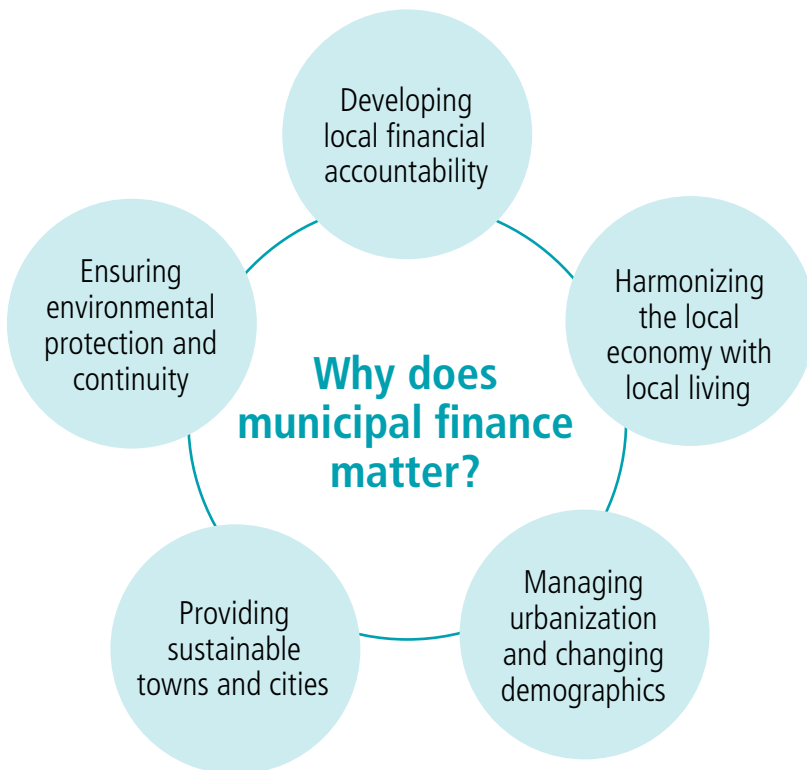 Developing
local financial
accountability
Harmonizing
the local
economy with
local living
Managing
urbanization
and changing
demographics
Providing
sustainable
towns and cities
Ensuring
environmental
protection and
continuity
Why does
municipal finance
matter?